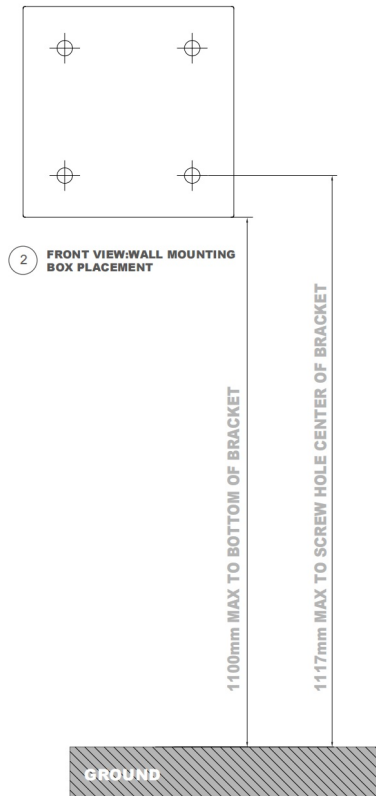 2
FRONT VIEW:WALL MOUNTING
BOX PLACEMENT
1100mm MAX TO BOTTOM OF BRACKET
1117mm MAX TO SCREW HOLE CENTER OF BRACKET
GROUND